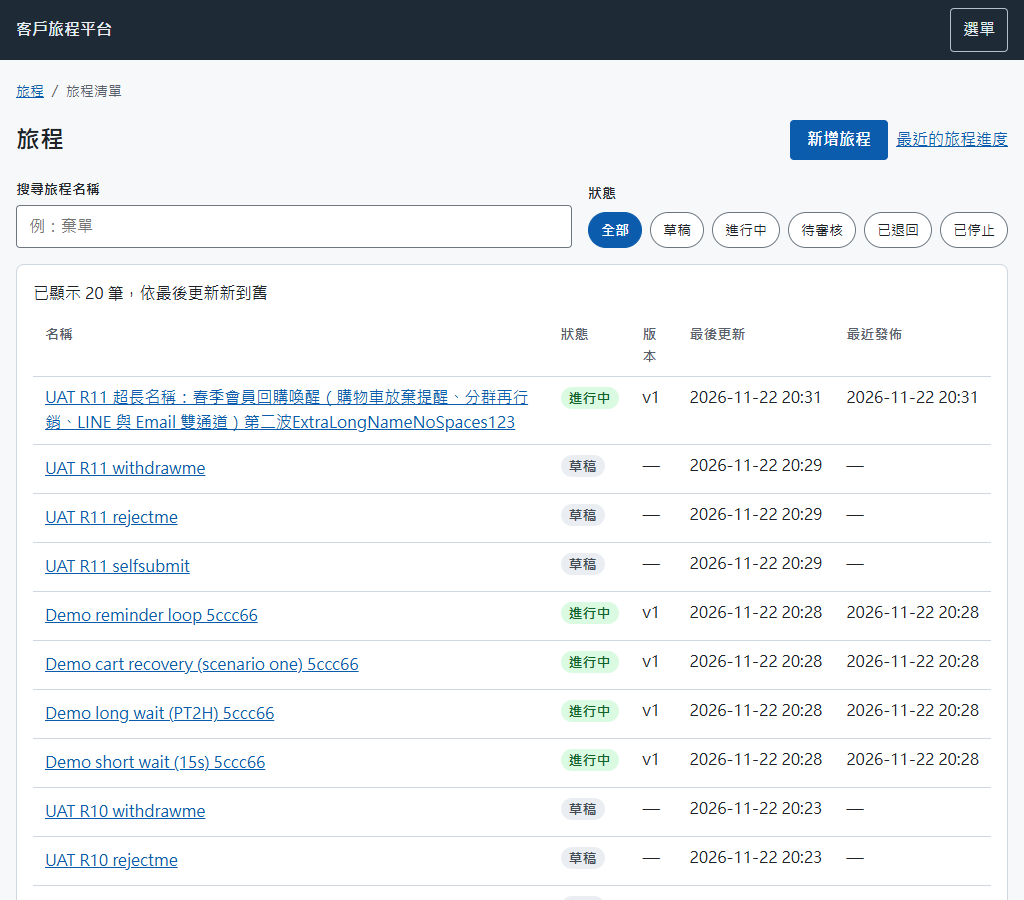 客戶旅程平台
選單
旅程 / 旅程清單
旅程
新增旅程
最近的旅程進度
搜尋旅程名稱
例：棄單
狀態
全部
草稿
進行中
待審核
已退回
已停止
已顯示 20 筆，依最後更新新到舊
名稱 狀態 版本 最後更新 最近發佈
UAT R11 超長名稱：春季會員回購喚醒（購物車放棄提醒、分群再行
銷、LINE 與 Email 雙通道）第二波ExtraLongNameNoSpaces123
進行中 v1 2026-11-22 20:31 2026-11-22 20:31
UAT R11 withdrawme 草稿 — 2026-11-22 20:29 —
UAT R11 rejectme 草稿 — 2026-11-22 20:29 —
UAT R11 selfsubmit 草稿 — 2026-11-22 20:29 —
Demo reminder loop 5ccc66 進行中 v1 2026-11-22 20:28 2026-11-22 20:28
Demo cart recovery (scenario one) 5ccc66 進行中 v1 2026-11-22 20:28 2026-11-22 20:28
Demo long wait (PT2H) 5ccc66 進行中 v1 2026-11-22 20:28 2026-11-22 20:28
Demo short wait (15s) 5ccc66 進行中 v1 2026-11-22 20:28 2026-11-22 20:28
UAT R10 withdrawme 草稿 — 2026-11-22 20:23 —
UAT R10 rejectme 草稿 — 2026-11-22 20:23 —